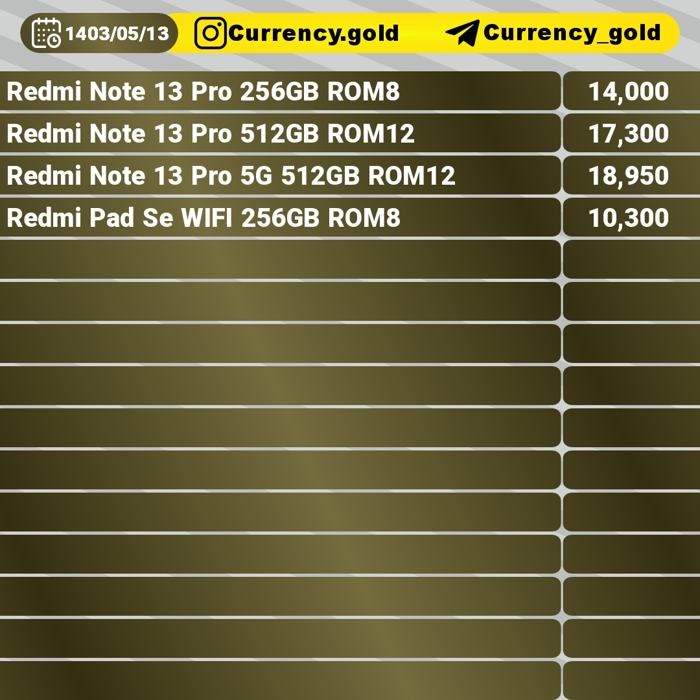 1403/05/13 Currency.gold Currency_gold
Redmi Note 13 Pro 256GB ROM8 14,000
Redmi Note 13 Pro 512GB ROM12 17,300
Redmi Note 13 Pro 5G 512GB ROM12 18,950
Redmi Pad Se WIFI 256GB ROM8 10,300